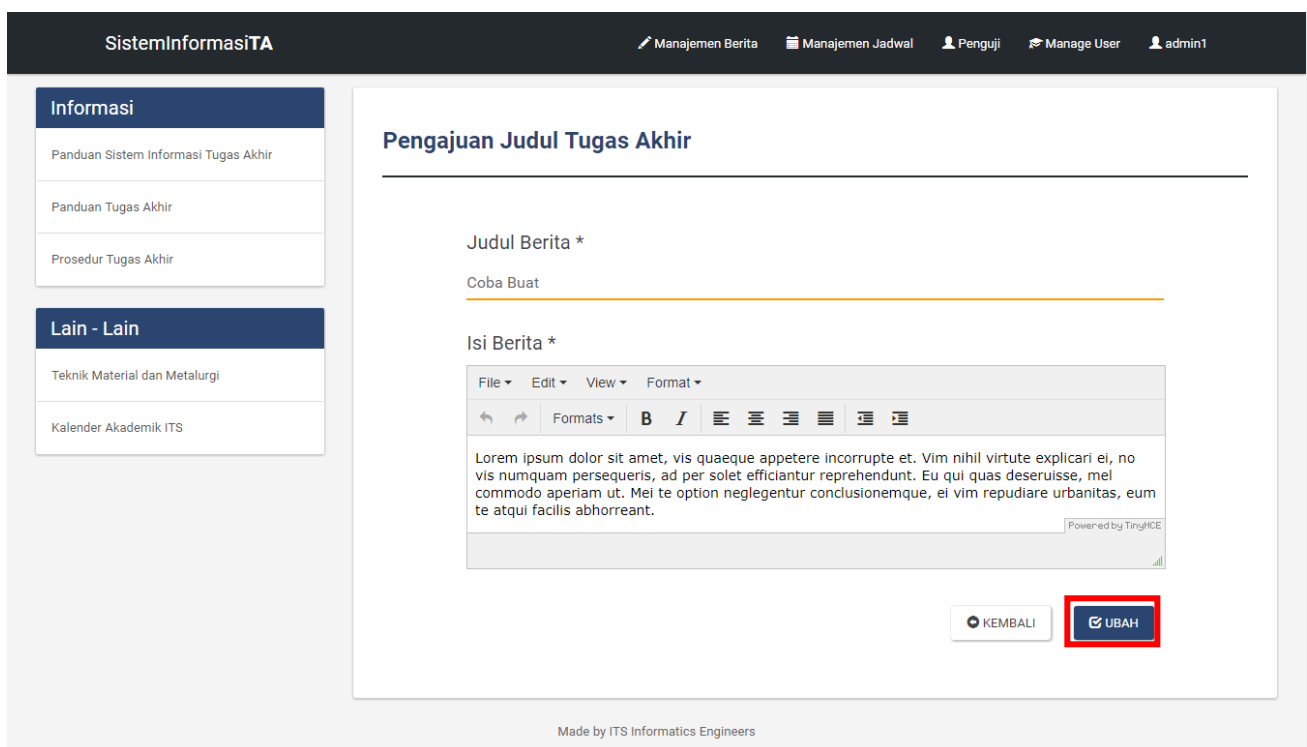 SistemInformasiTA
Manajemen Berita
Manajemen Jadwal
Penguji
Manage User
admin1
Informasi
Panduan Sistem Informasi Tugas Akhir
Panduan Tugas Akhir
Prosedur Tugas Akhir
Lain - Lain
Teknik Material dan Metalurgi
Kalender Akademik ITS
Pengajuan Judul Tugas Akhir
Judul Berita *
Coba Buat
Isi Berita *
File Edit View Format
Formats B I
Lorem ipsum dolor sit amet, vis quaeque appetere incorrupte et. Vim nihil virtute explicari ei, no
vis numquam persequeris, ad per solet efficiantur reprehendunt. Eu qui quas deseruisse, mel
commodo aperiam ut. Mei te option neglegentur conclusionemque, ei vim repudiare urbanitas, eum
te atqui facilis abhorreant.
Powered by TinyMCE
KEMBALI
UBAH
Made by ITS Informatics Engineers